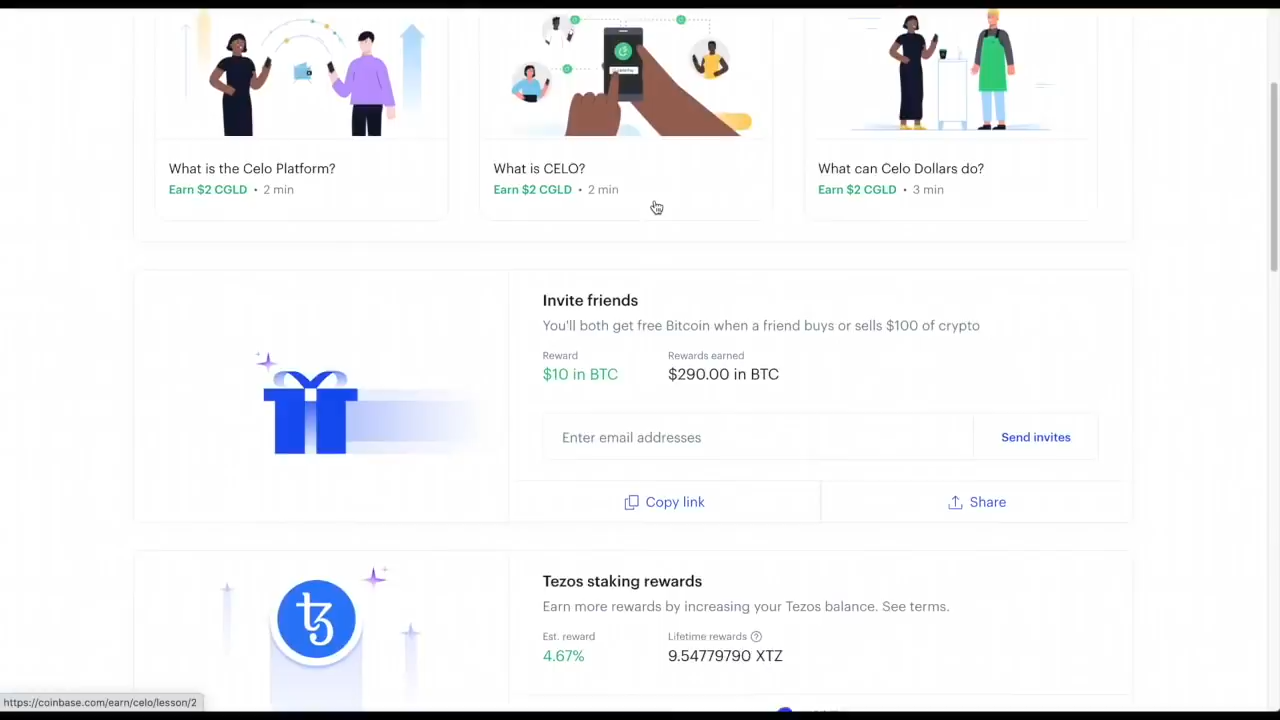 What is the Celo Platform?
Earn $2 CGLD • 2 min
What is CELO?
Earn $2 CGLD • 2 min
What can Celo Dollars do?
Earn $2 CGLD • 3 min
Invite friends
You'll both get free Bitcoin when a friend buys or sells $100 of crypto
Reward
$10 in BTC
Rewards earned
$290.00 in BTC
Enter email addresses
Send invites
Copy link
Share
Tezos staking rewards
Earn more rewards by increasing your Tezos balance. See terms.
Est. reward
4.67%
Lifetime rewards
9.54779790 XTZ
https://coinbase.com/earn/celo/lesson/2